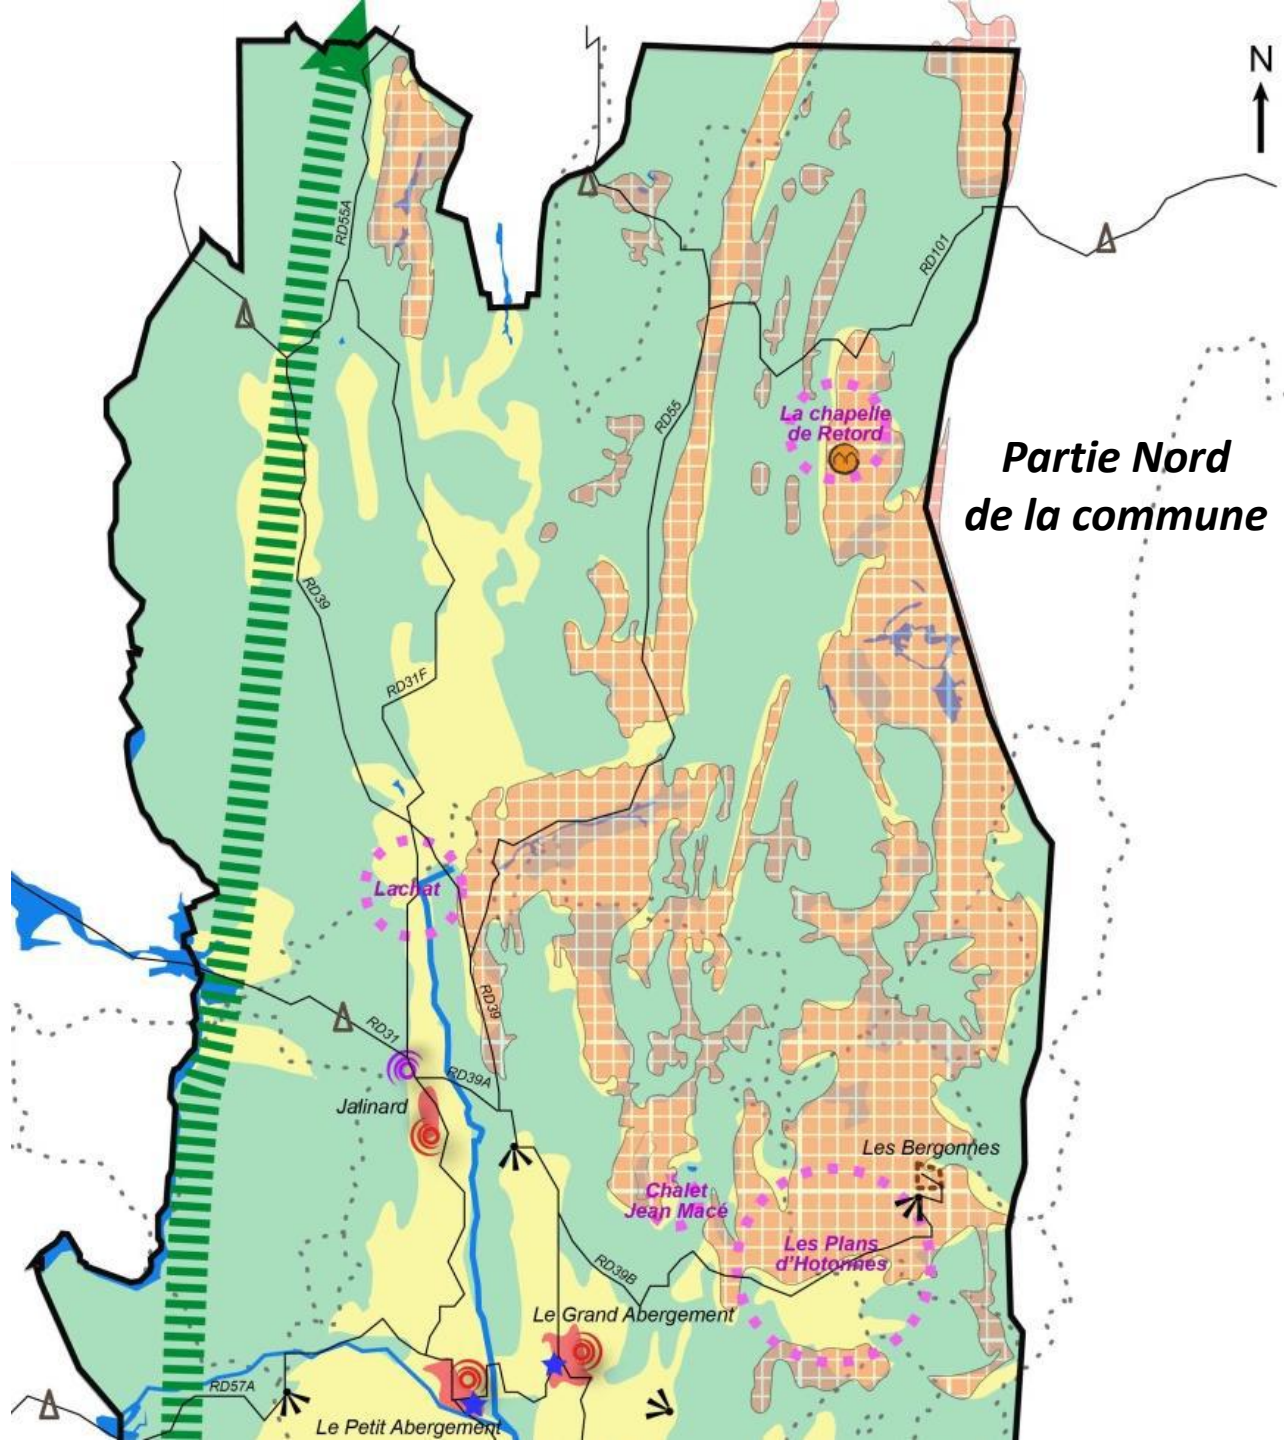 N
RD55A
RD101
La chapelle
de Retord
RD55
Partie Nord
de la commune
RD39
RD31F
Lachat
RD39
RD31
RD39A
Jalinard
Les Bergonnes
Chalet
Jean Macé
Les Plans
d'Hotonnes
RD39B
Le Grand Abergement
RD57A
Le Petit Abergement